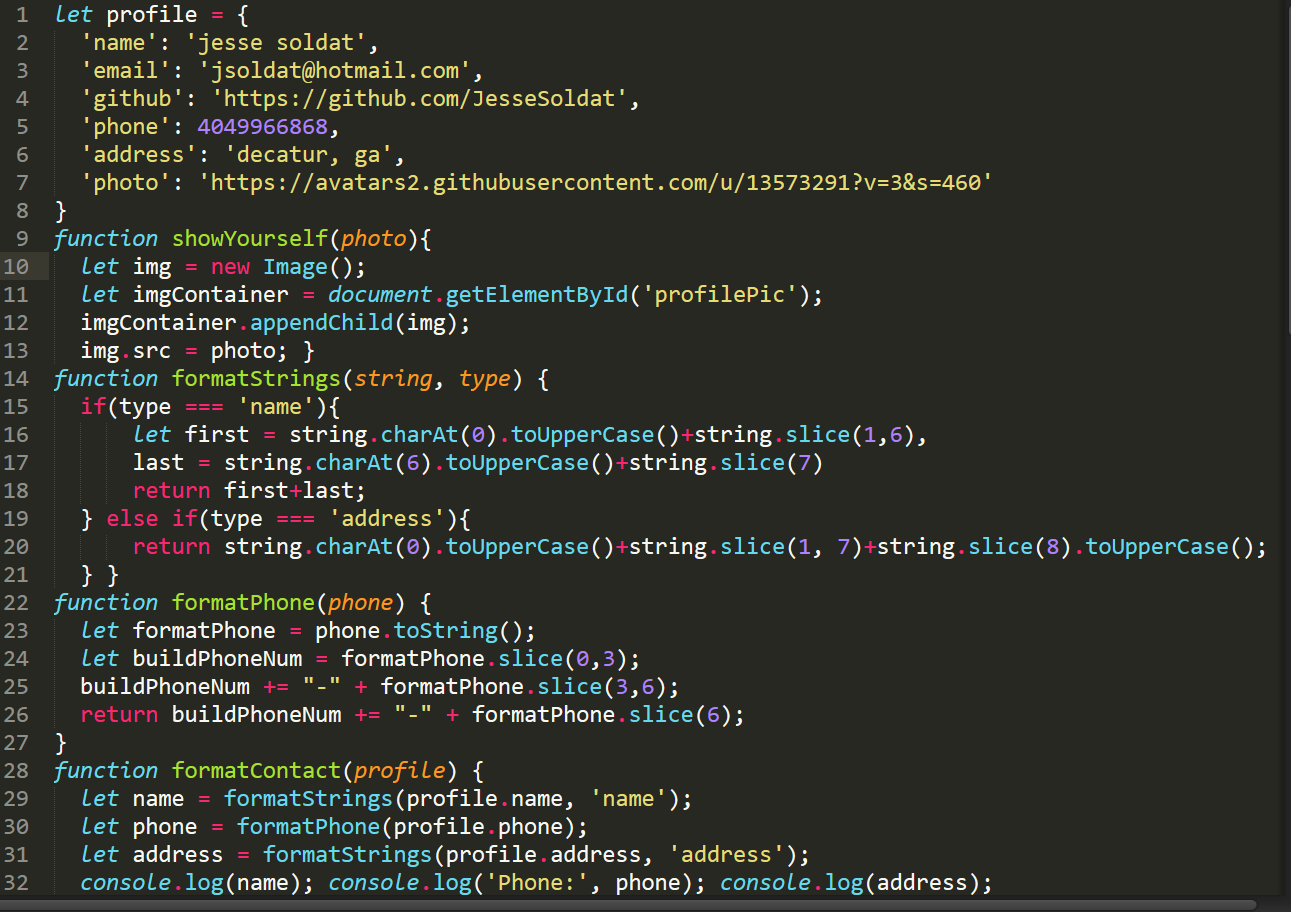 1 let profile = {
2 'name': 'jesse soldat',
3 'email': 'jsoldat@hotmail.com',
4 'github': 'https://github.com/JesseSoldat',
5 'phone': 4049966868,
6 'address': 'decatur, ga',
7 'photo': 'https://avatars2.githubusercontent.com/u/13573291?v=3&s=460'
8 }
9 function showYourself(photo){
10 let img = new Image();
11 let imgContainer = document.getElementById('profilePic');
12 imgContainer.appendChild(img);
13 img.src = photo; }
14 function formatStrings(string, type) {
15 if(type === 'name'){
16 let first = string.charAt(0).toUpperCase()+string.slice(1,6),
17 last = string.charAt(6).toUpperCase()+string.slice(7)
18 return first+last;
19 } else if(type === 'address'){
20 return string.charAt(0).toUpperCase()+string.slice(1, 7)+string.slice(8).toUpperCase();
21 } }
22 function formatPhone(phone) {
23 let formatPhone = phone.toString();
24 let buildPhoneNum = formatPhone.slice(0,3);
25 buildPhoneNum += "-" + formatPhone.slice(3,6);
26 return buildPhoneNum += "-" + formatPhone.slice(6);
27 }
28 function formatContact(profile) {
29 let name = formatStrings(profile.name, 'name');
30 let phone = formatPhone(profile.phone);
31 let address = formatStrings(profile.address, 'address');
32 console.log(name); console.log('Phone:', phone); console.log(address);